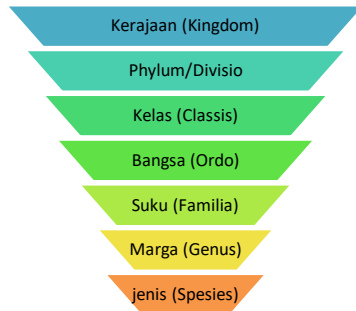 Kerajaan (Kingdom)
Phylum/Divisio
Kelas (Classis)
Bangsa (Ordo)
Suku (Familia)
Marga (Genus)
jenis (Spesies)